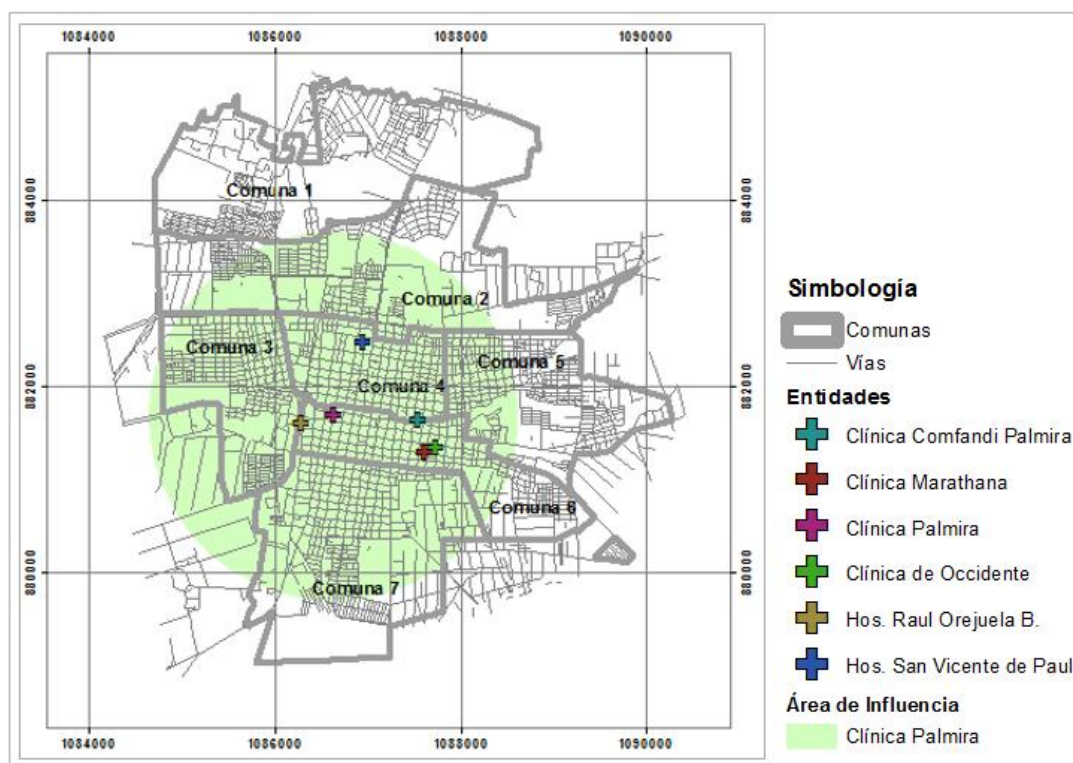 1084000 1086000 1088000 1090000
884000 884000
Comuna 1
Comuna 2
Comuna 3
Comuna 5
882000 882000
Comuna 4
Comuna 6
880000 880000
Comuna 7
1084000 1086000 1088000 1090000
Simbología
Comunas
Vías
Entidades
Clínica Comfandi Palmira
Clínica Marathana
Clínica Palmira
Clínica de Occidente
Hos. Raul Orejuela B.
Hos. San Vicente de Paul
Área de Influencia
Clínica Palmira